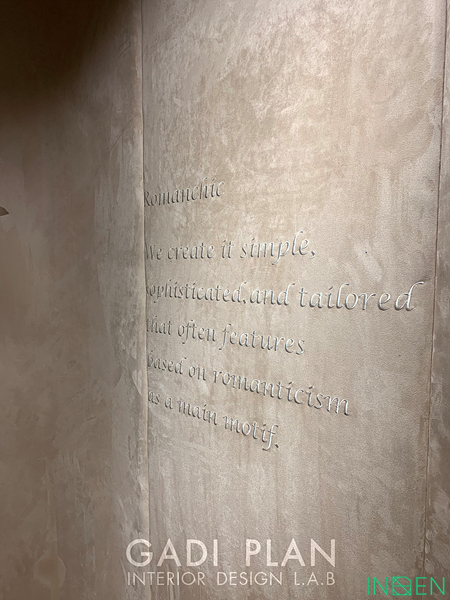 Romanchic
We create it simple,
sophisticated, and tailored
that often features
based on romanticism
as a main motif.
GADI PLAN
INTERIOR DESIGN L.A.B